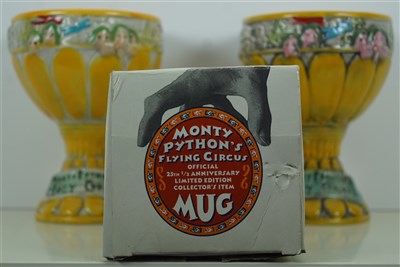 MONTY
PYTHON'S
FLYING CIRCUS
OFFICIAL
25TH 1/2 ANNIVERSARY
LIMITED EDITION
COLLECTOR'S ITEM
MUG